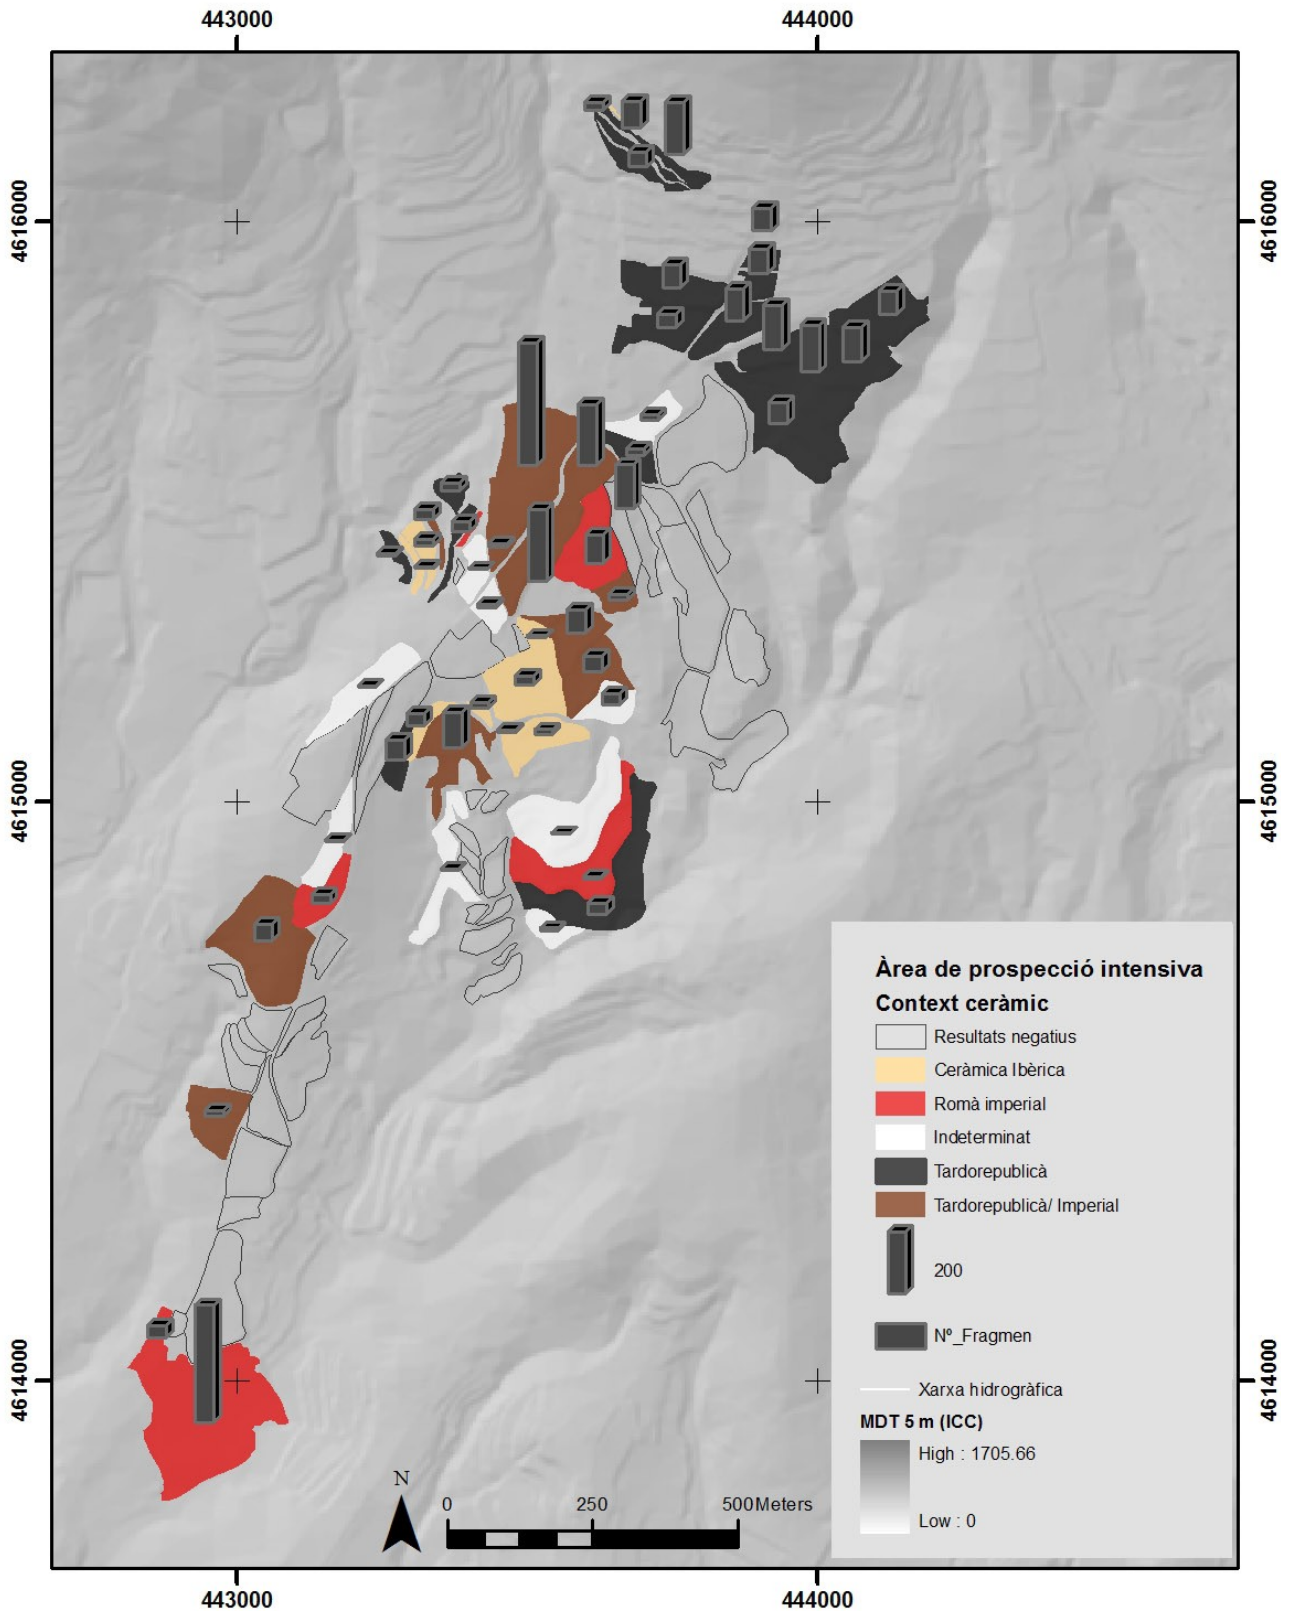 443000
444000
4616000
4616000
4615000
4615000
4614000
4614000
Àrea de prospecció intensiva
Context ceràmic
Resultats negatius
Ceràmica Ibèrica
Romà imperial
Indeterminat
Tardorepublicà
Tardorepublicà/ Imperial
200
Nº_Fragmen
Xarxa hidrogràfica
MDT 5 m (ICC)
High : 1705.66
Low : 0
N
0
250
500Meters
443000
444000